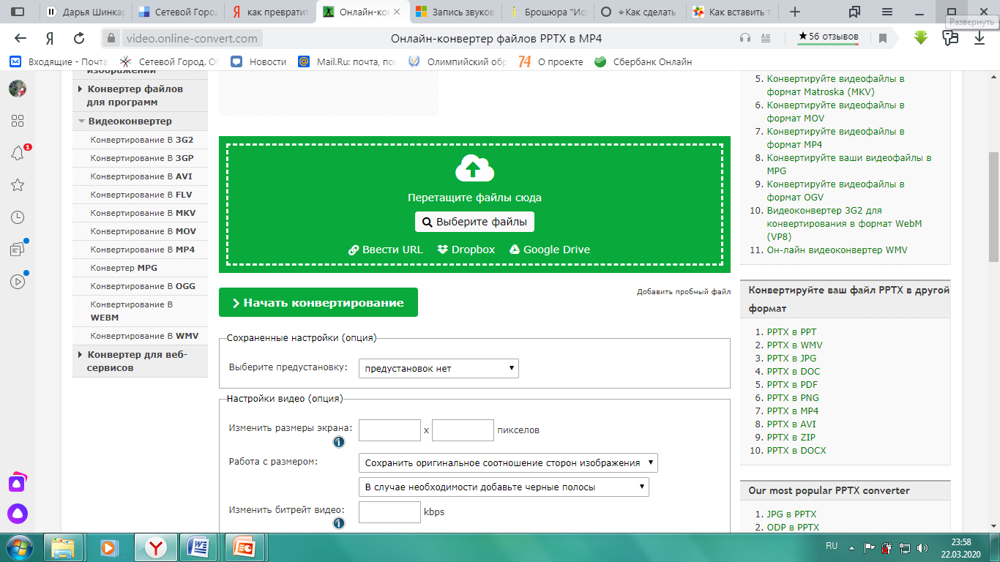 Дарья Шинкар
Сетевой Город
как превратит
Онлайн-кон
Запись звуков
Брошюра "Ис
⭐Как сделать
Как вставить т
Развернуть
video.online-convert.com
Онлайн-конвертер файлов PPTX в MP4
★56 отзывов
Входящие - Почта
Сетевой Город. Об
Новости
Mail.Ru: почта, пои
Олимпийский обр
О проекте
Сбербанк Онлайн
изображений
Конвертер файлов
для программ
Видеоконвертер
Конвертирование В 3G2
Конвертирование В 3GP
Конвертирование В AVI
Конвертирование В FLV
Конвертирование В MKV
Конвертирование В MOV
Конвертирование В MP4
Конвертер MPG
Конвертирование В OGG
Конвертирование В
WEBM
Конвертирование В WMV
Конвертер для веб-
сервисов
1
Перетащите файлы сюда
Выберите файлы
Ввести URL Dropbox Google Drive
Начать конвертирование
Добавить пробный файл
Сохраненные настройки (опция)
Выберите предустановку: предустановок нет
Настройки видео (опция)
Изменить размеры экрана: x пикселов
Работа с размером: Сохранить оригинальное соотношение сторон изображения
В случае необходимости добавьте черные полосы
Изменить битрейт видео: kbps
5. Конвертируйте видеофайлы в
формат Matroska (MKV)
6. Конвертируйте видеофайлы в
формат MOV
7. Конвертируйте видеофайлы в
формат MP4
8. Конвертируйте ваши видеофайлы в
MPG
9. Конвертируйте видеофайлы в
формат OGV
10. Видеоконвертер 3G2 для
конвертирования в формат WebM
(VP8)
11. Он-лайн видеоконвертер WMV
Конвертируйте ваш файл PPTX в другой
формат
1. PPTX в PPT
2. PPTX в WMV
3. PPTX в JPG
4. PPTX в DOC
5. PPTX в PDF
6. PPTX в PNG
7. PPTX в MP4
8. PPTX в AVI
9. PPTX в ZIP
10. PPTX в DOCX
Our most popular PPTX converter
1. JPG в PPTX
2. ODP в PPTX
RU
23:58
22.03.2020